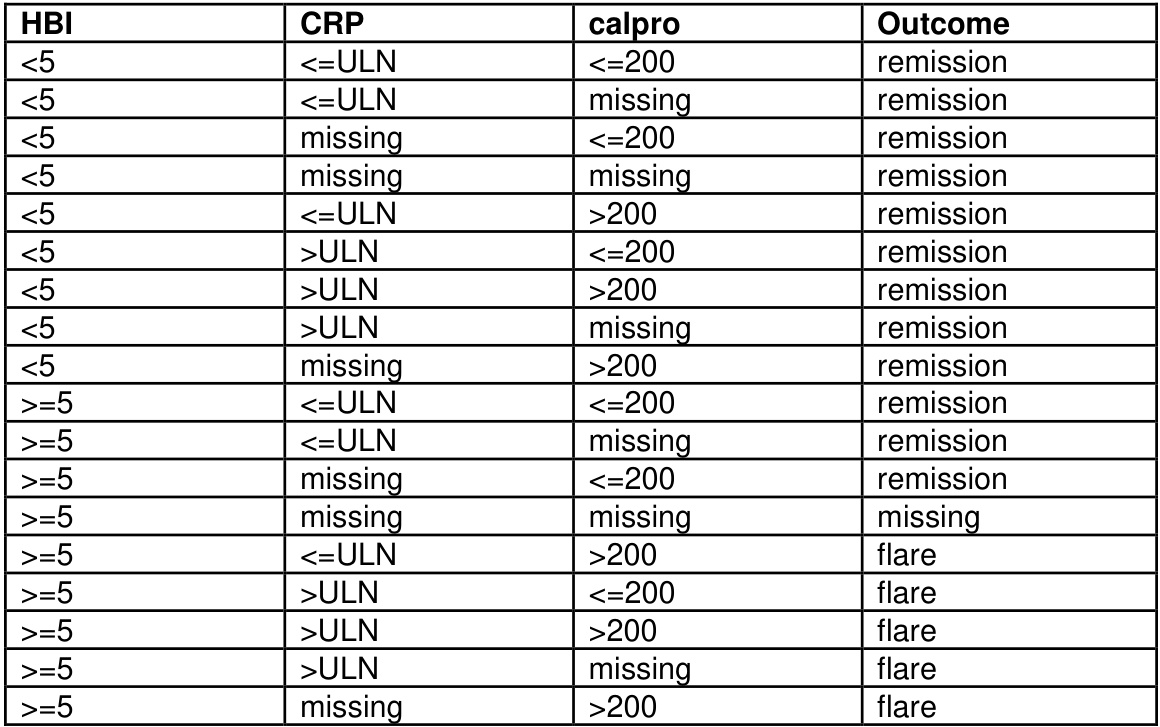 HBI CRP calpro Outcome
<5 <=ULN <=200 remission
<5 <=ULN missing remission
<5 missing <=200 remission
<5 missing missing remission
<5 <=ULN >200 remission
<5 >ULN <=200 remission
<5 >ULN >200 remission
<5 >ULN missing remission
<5 missing >200 remission
>=5 <=ULN <=200 remission
>=5 <=ULN missing remission
>=5 missing <=200 remission
>=5 missing missing missing
>=5 <=ULN >200 flare
>=5 >ULN <=200 flare
>=5 >ULN >200 flare
>=5 >ULN missing flare
>=5 missing >200 flare